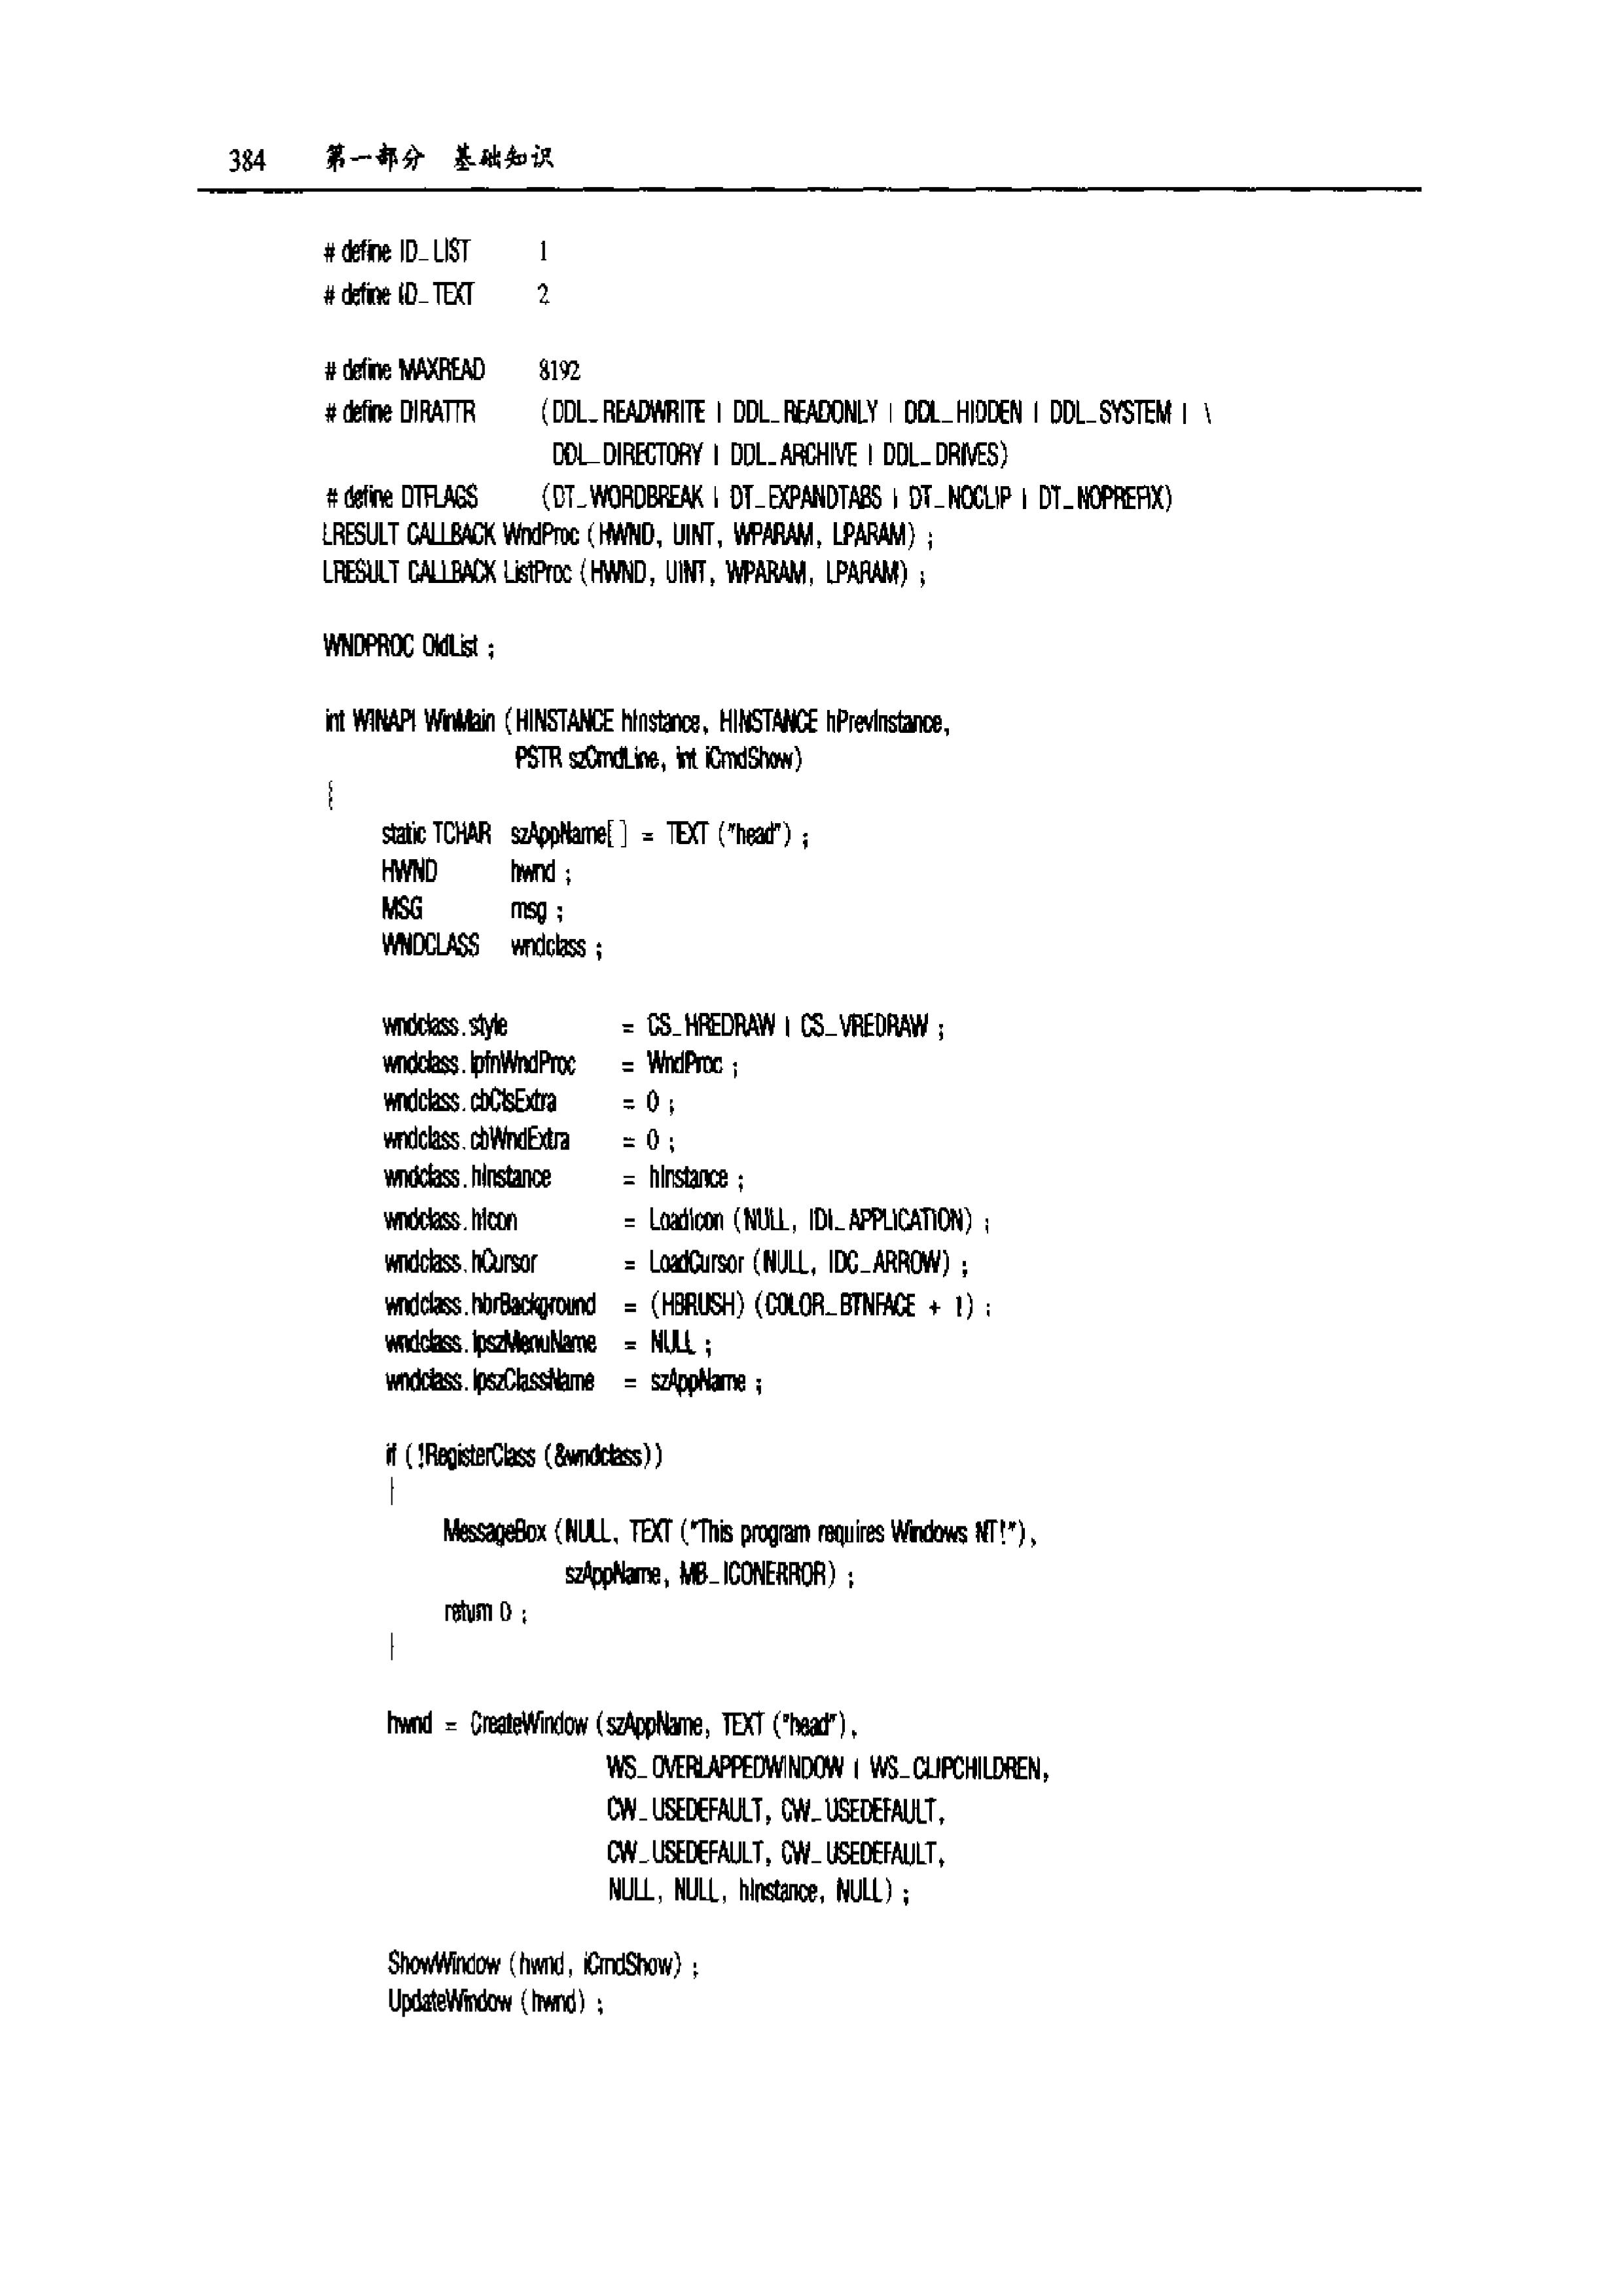 384 第一部分 基础知识
# define ID_LIST 1
# define ID_TEXT 2
# define MAXREAD 8192
# define DIRATTR (DDL_READWRITE | DDL_READONLY | DDL_HIDDEN | DDL_SYSTEM | \
DDL_DIRECTORY | DDL_ARCHIVE | DDL_DRIVES)
# define DTFLAGS (DT_WORDBREAK | DT_EXPANDTABS | DT_NOCLIP | DT_NOPREFIX)
LRESULT CALLBACK WndProc (HWND, UINT, WPARAM, LPARAM) ;
LRESULT CALLBACK ListProc (HWND, UINT, WPARAM, LPARAM) ;
WNDPROC OldList ;
int WINAPI WinMain (HINSTANCE hInstance, HINSTANCE hPrevInstance,
PSTR szCmdLine, int iCmdShow)
{
static TCHAR szAppName[] = TEXT ("head") ;
HWND hwnd ;
MSG msg ;
WNDCLASS wndclass ;
wndclass.style = CS_HREDRAW | CS_VREDRAW ;
wndclass.lpfnWndProc = WndProc ;
wndclass.cbClsExtra = 0 ;
wndclass.cbWndExtra = 0 ;
wndclass.hInstance = hInstance ;
wndclass.hIcon = LoadIcon (NULL, IDI_APPLICATION) ;
wndclass.hCursor = LoadCursor (NULL, IDC_ARROW) ;
wndclass.hbrBackground = (HBRUSH) (COLOR_BTNFACE + 1) ;
wndclass.lpszMenuName = NULL ;
wndclass.lpszClassName = szAppName ;
if (!RegisterClass (&wndclass))
{
MessageBox (NULL, TEXT ("This program requires Windows NT!"),
szAppName, MB_ICONERROR) ;
return 0 ;
}
hwnd = CreateWindow (szAppName, TEXT ("head"),
WS_OVERLAPPEDWINDOW | WS_CLIPCHILDREN,
CW_USEDEFAULT, CW_USEDEFAULT,
CW_USEDEFAULT, CW_USEDEFAULT,
NULL, NULL, hInstance, NULL) ;
ShowWindow (hwnd, iCmdShow) ;
UpdateWindow (hwnd) ;